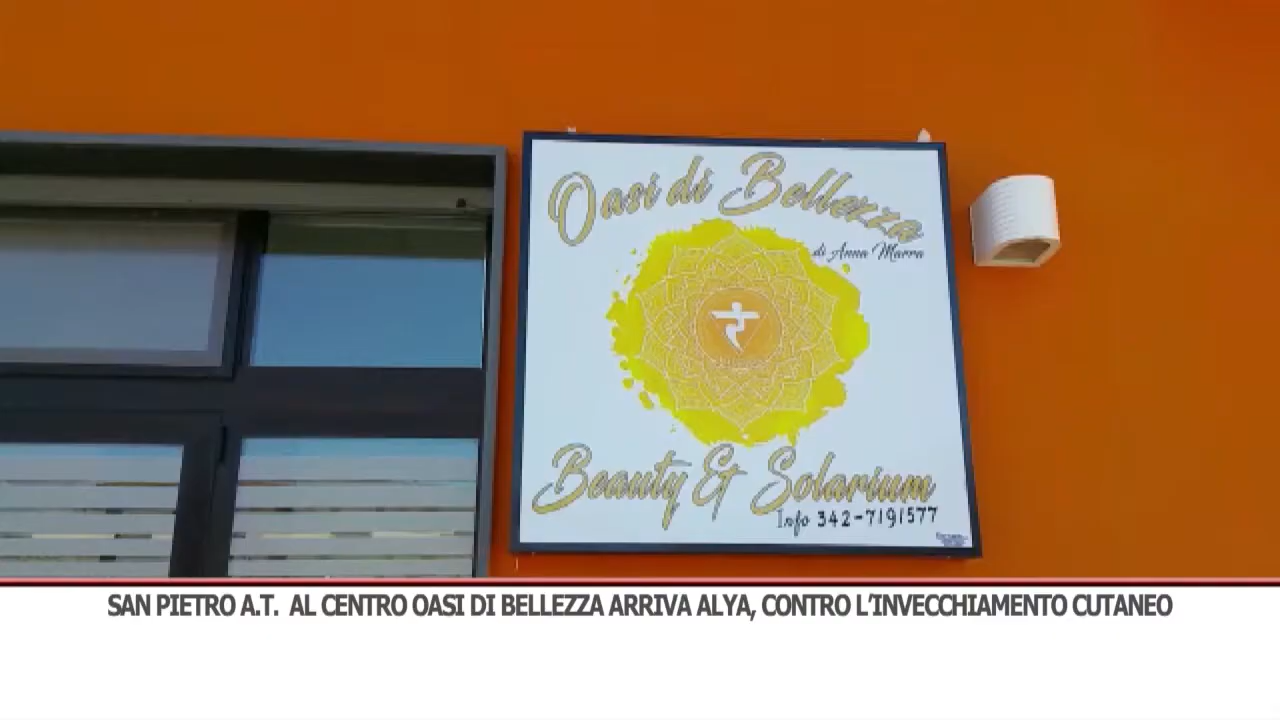 Oasi di Bellezza
di Anna Marra
Beauty & Solarium
Info 342-7191577
SAN PIETRO A.T. AL CENTRO OASI DI BELLEZZA ARRIVA ALYA, CONTRO L'INVECCHIAMENTO CUTANEO